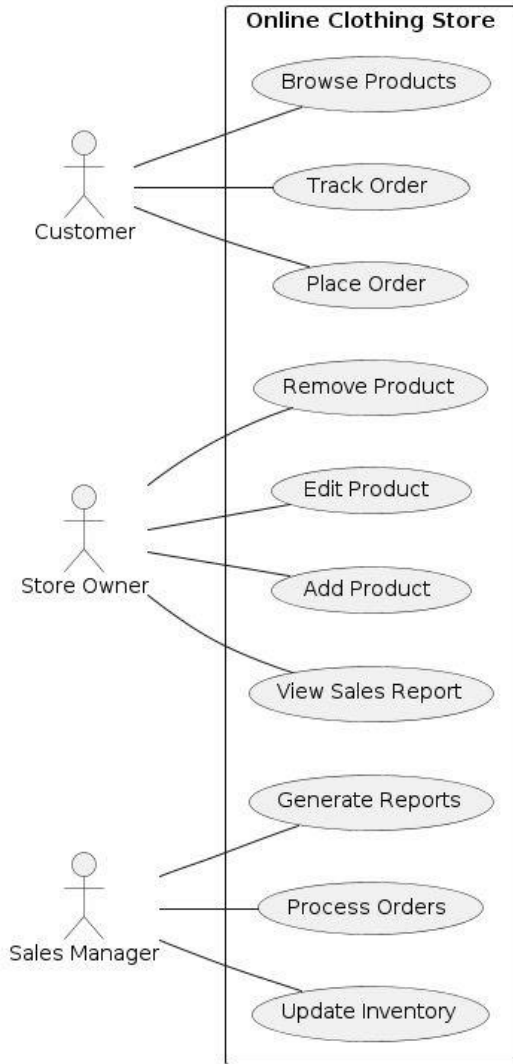 Online Clothing Store
Browse Products
Track Order
Customer
Place Order
Remove Product
Edit Product
Store Owner
Add Product
View Sales Report
Generate Reports
Process Orders
Sales Manager
Update Inventory